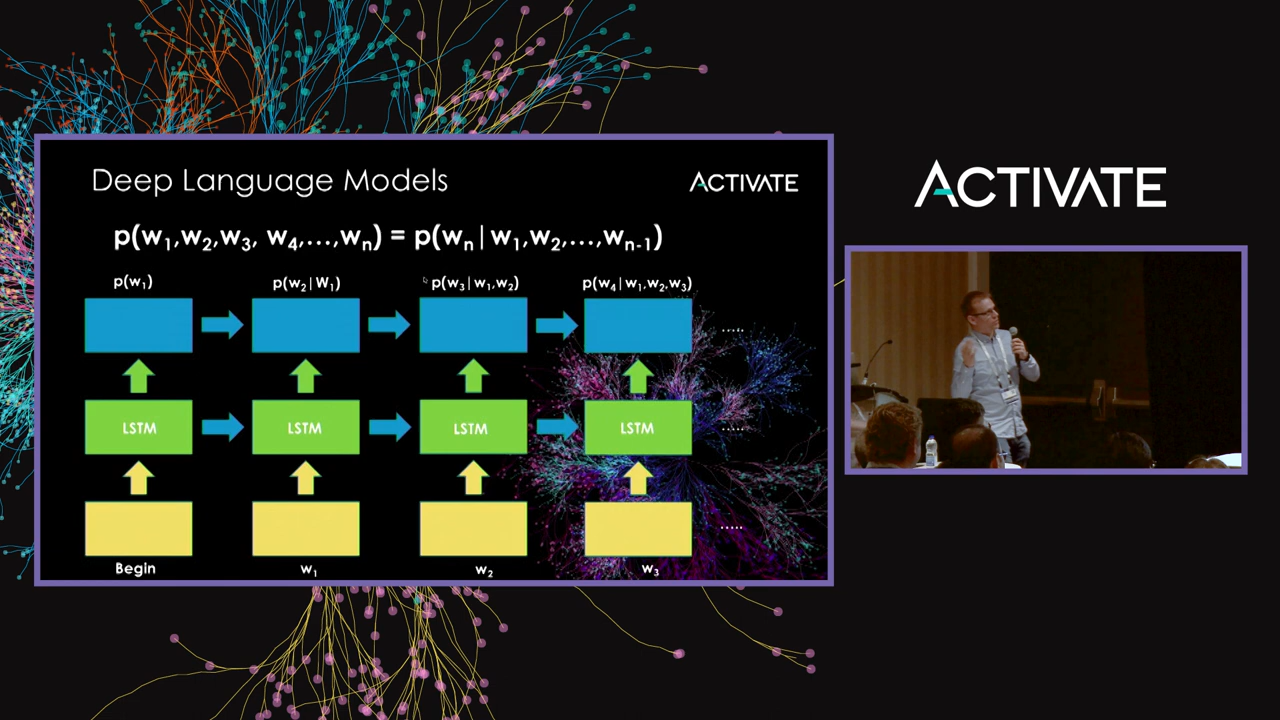 Deep Language Models
ACTIVATE
p(w₁,w₂,w₃, w₄,...,wₙ) = p(wₙ|w₁,w₂,...,wₙ₋₁)
p(w₁) p(w₂|W₁) p(w₃|w₁,w₂) p(w₄|w₁,w₂,w₃)
.....
LSTM LSTM LSTM LSTM .....
.....
Begin w₁ w₂ w₃
ACTIVATE